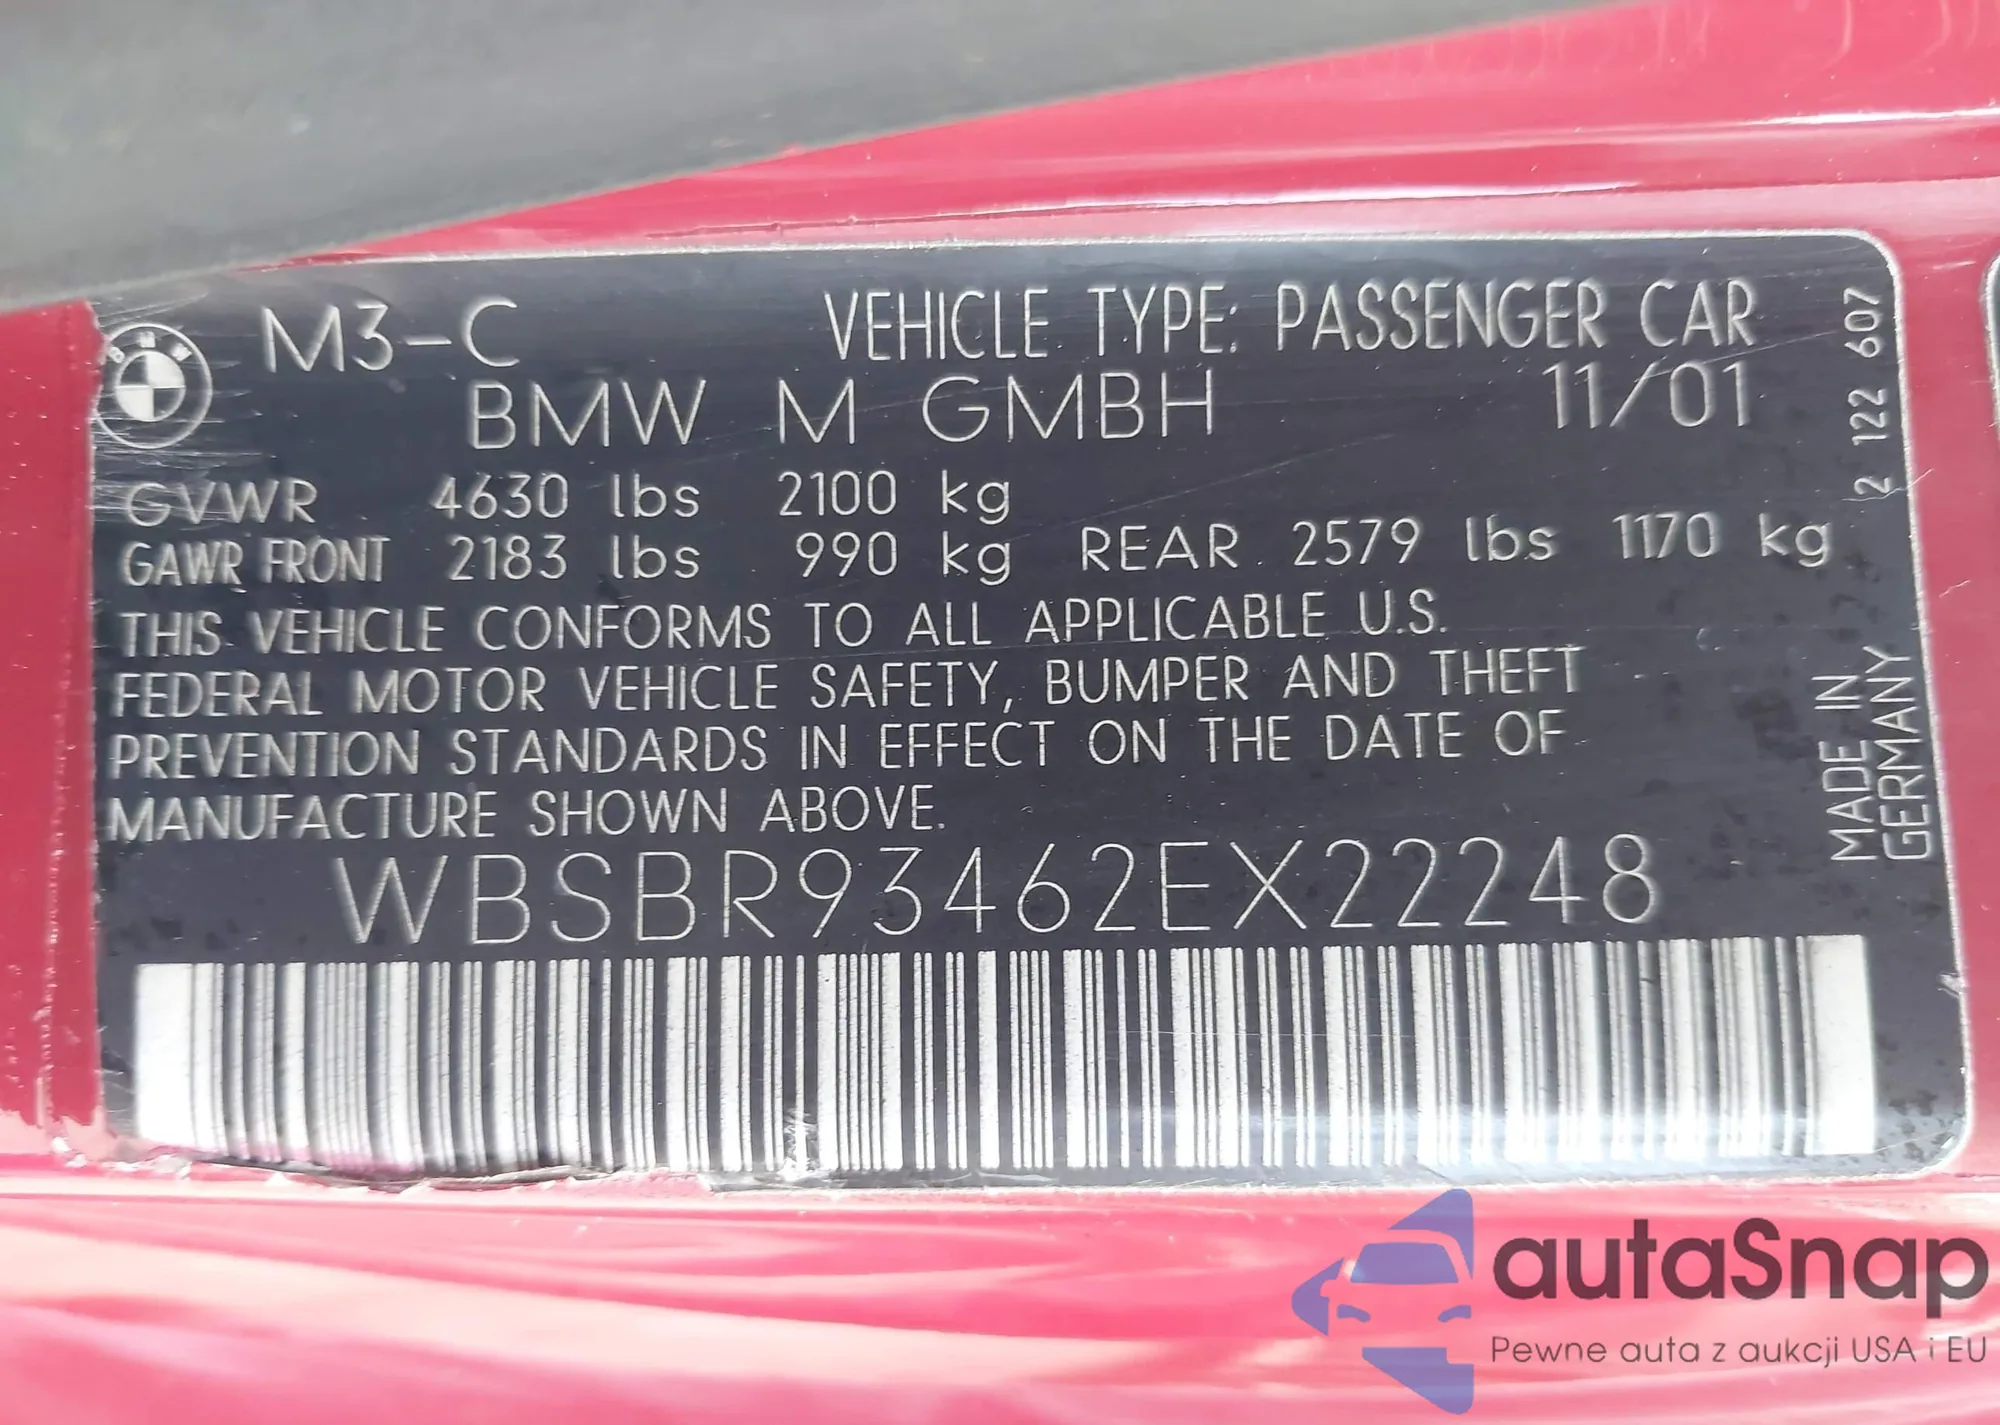 M3-C VEHICLE TYPE: PASSENGER CAR
BMW M GMBH 11/01
GVWR 4630 lbs 2100 kg
GAWR FRONT 2183 lbs 990 kg REAR 2579 lbs 1170 kg
THIS VEHICLE CONFORMS TO ALL APPLICABLE U.S.
FEDERAL MOTOR VEHICLE SAFETY, BUMPER AND THEFT
PREVENTION STANDARDS IN EFFECT ON THE DATE OF
MANUFACTURE SHOWN ABOVE.
WBSBR93462EX22248
2 122 607
MADE IN
GERMANY
BMW
autaSnap
Pewne auta z aukcji USA i EU